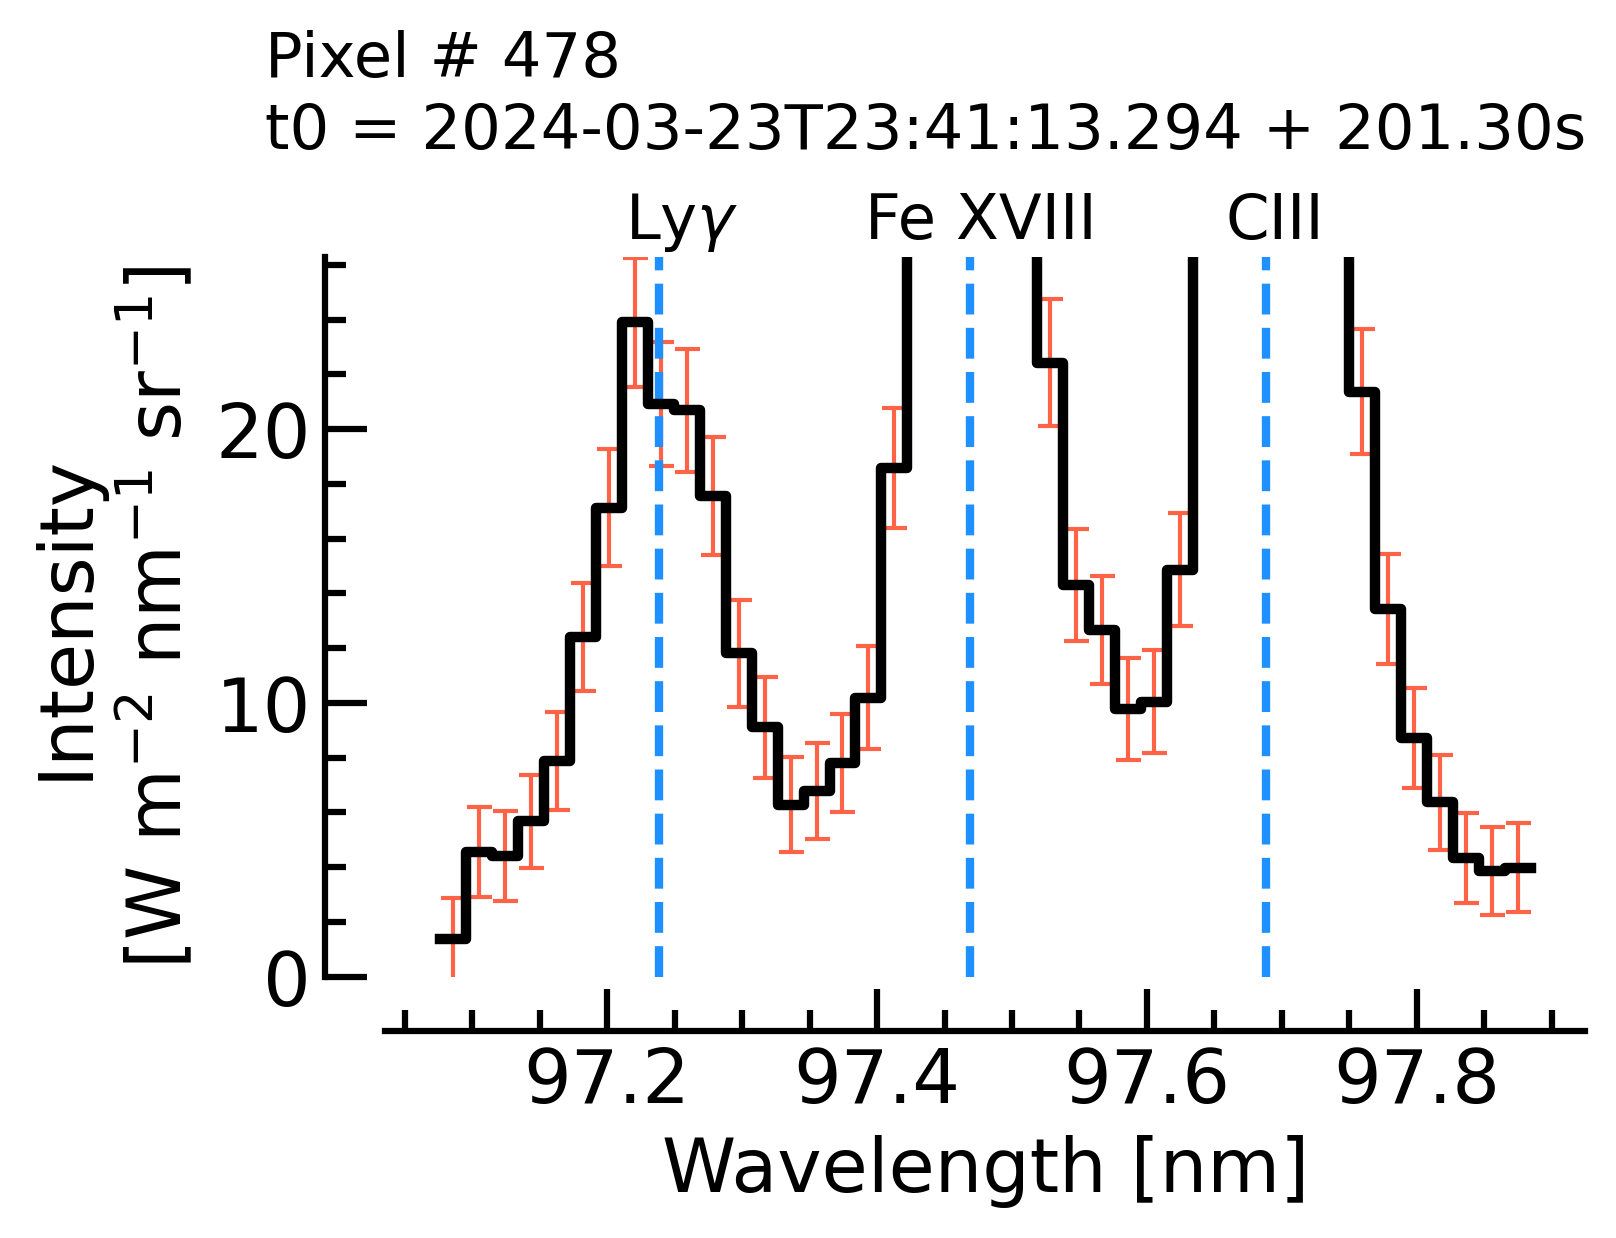 Pixel # 478
t0 = 2024-03-23T23:41:13.294 + 201.30s
Lyγ Fe XVIII CIII
Intensity
[W m⁻² nm⁻¹ sr⁻¹]
20
10
0
97.2 97.4 97.6 97.8
Wavelength [nm]